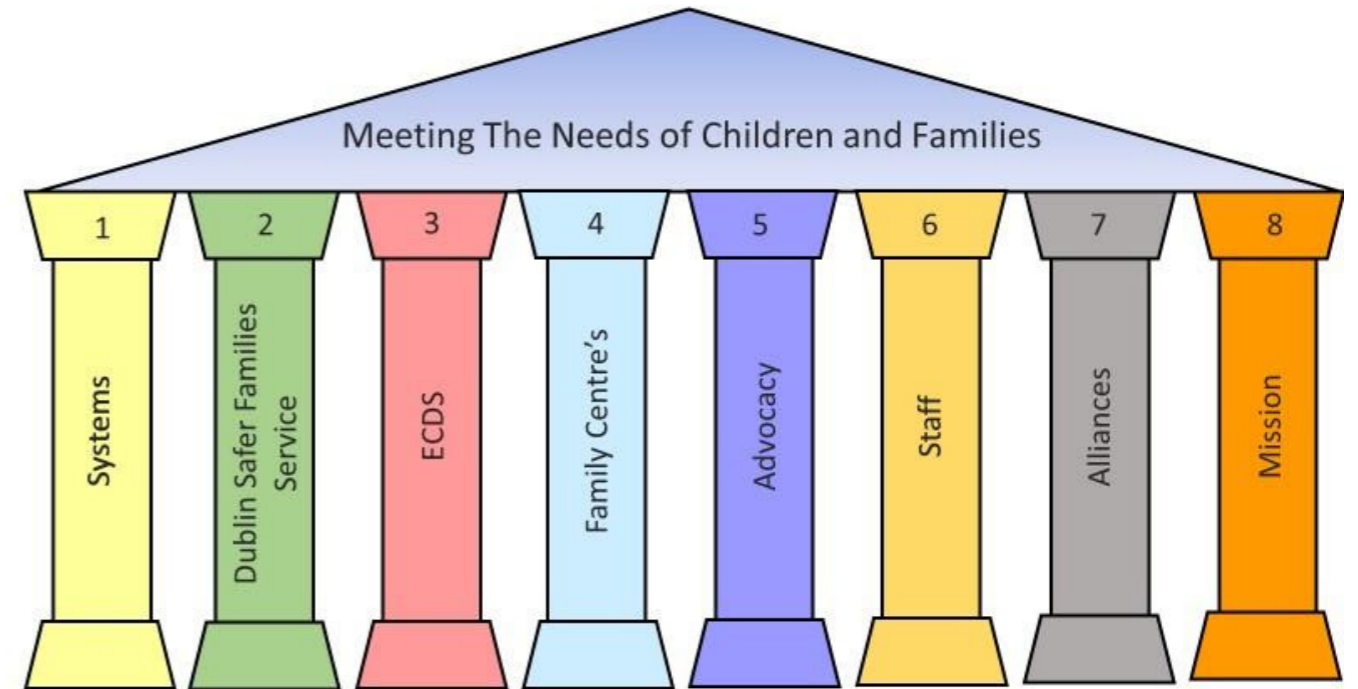 Meeting The Needs of Children and Families
1
2
3
4
5
6
7
8
Systems
Dublin Safer Families
Service
ECDS
Family Centre's
Advocacy
Staff
Alliances
Mission